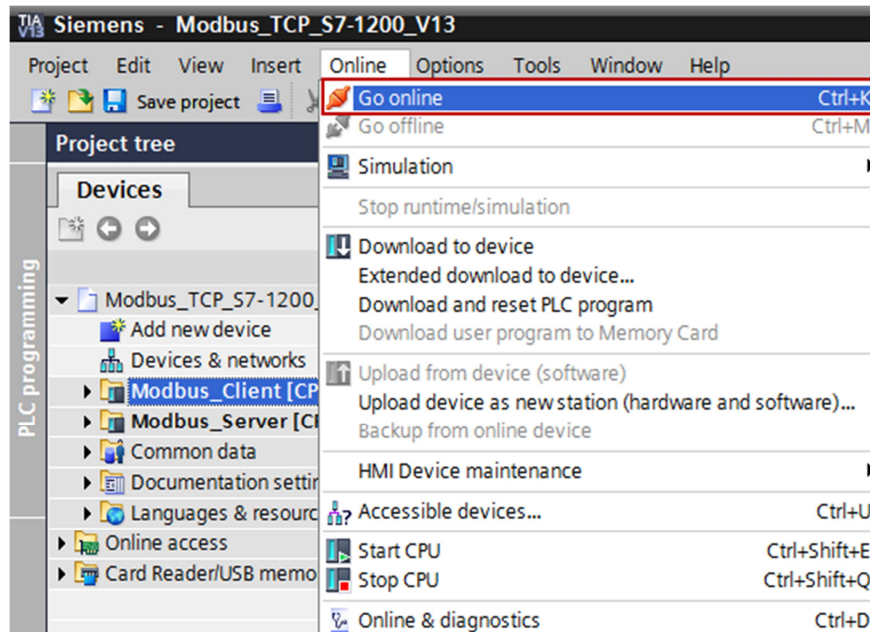 TIA V13 Siemens - Modbus_TCP_S7-1200_V13
Project Edit View Insert Online Options Tools Window Help
Save project
Go online Ctrl+K
Go offline Ctrl+M
Project tree
Simulation
Devices
Stop runtime/simulation
Download to device
Extended download to device...
Modbus_TCP_S7-1200_
Download and reset PLC program
Add new device
Download user program to Memory Card
Devices & networks
Upload from device (software)
Modbus_Client [CP
Upload device as new station (hardware and software)...
Modbus_Server [CP
Backup from online device
Common data
HMI Device maintenance
Documentation settin
Languages & resourc
Accessible devices... Ctrl+U
Online access
Start CPU Ctrl+Shift+E
Card Reader/USB memo
Stop CPU Ctrl+Shift+Q
Online & diagnostics Ctrl+D
PLC programming